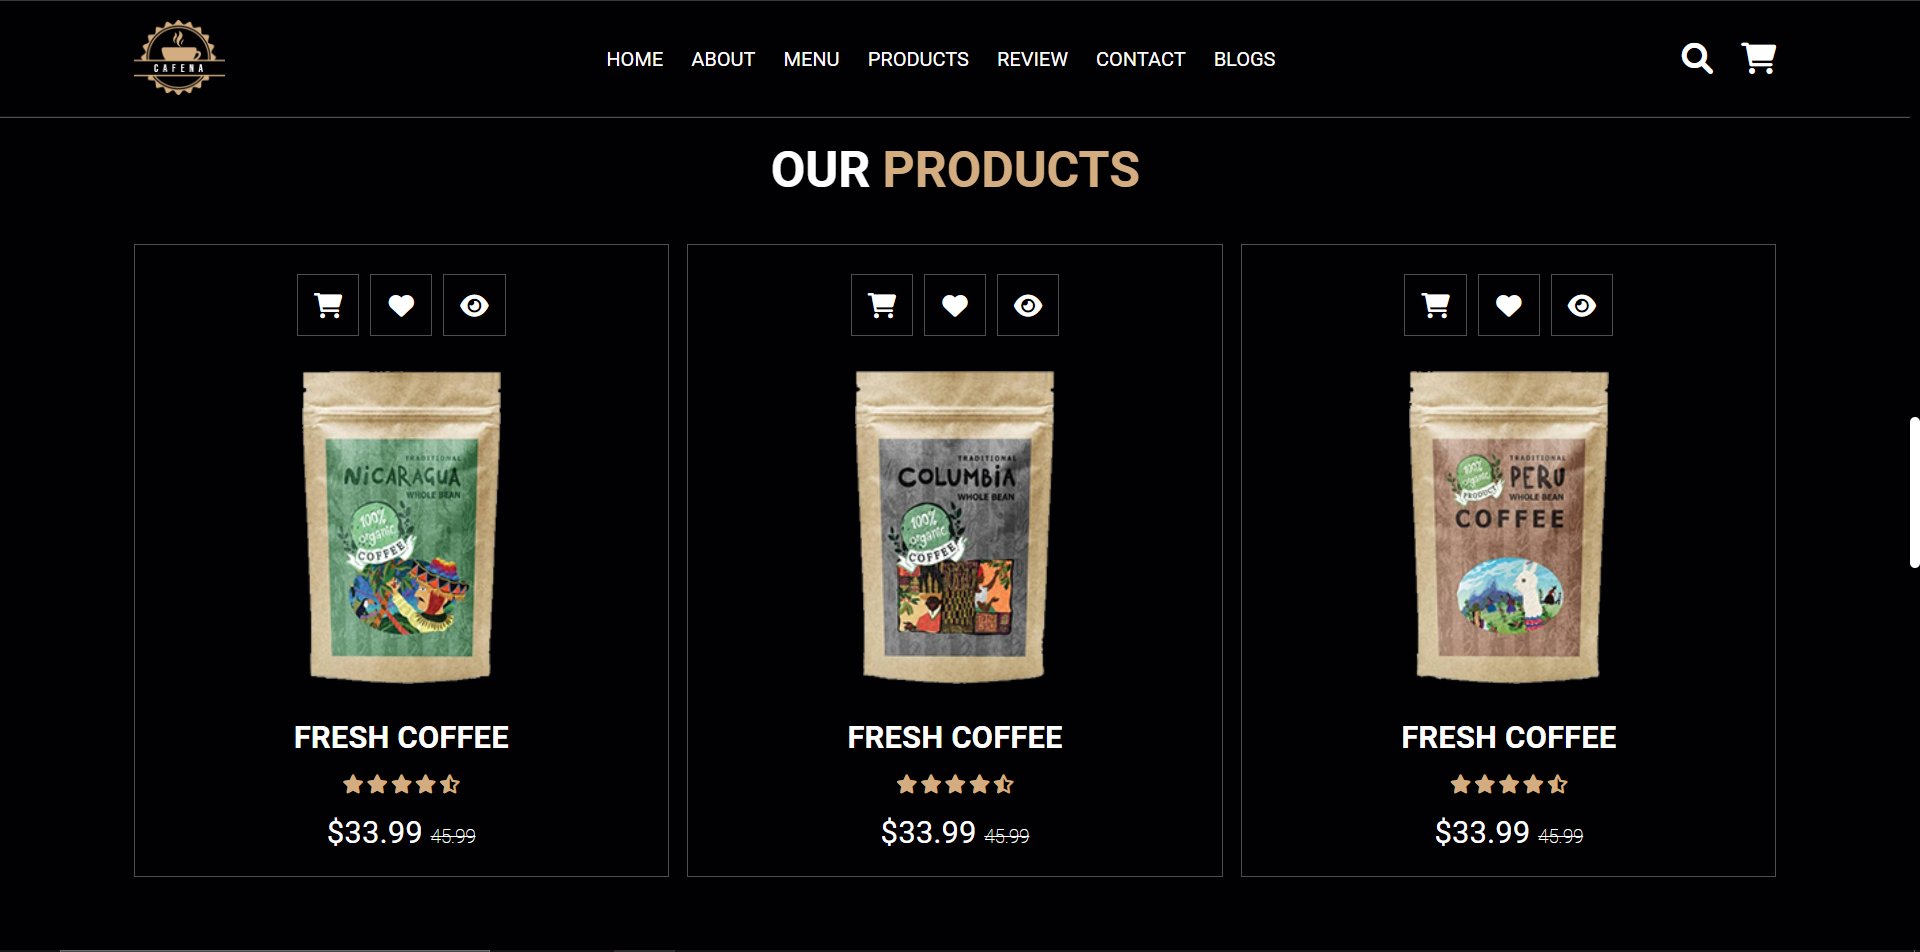 CAFENA
HOME ABOUT MENU PRODUCTS REVIEW CONTACT BLOGS
OUR PRODUCTS
TRADITIONAL
NiCARAGUA
WHOLE BEAN
100%
organic
COFFEE
FRESH COFFEE
$33.99 45.99
TRADITIONAL
COLUMBiA
WHOLE BEAN
100%
organic
COFFEE
FRESH COFFEE
$33.99 45.99
TRADITIONAL
PERU
WHOLE BEAN
100%
organic
PRODUCT
COFFEE
FRESH COFFEE
$33.99 45.99